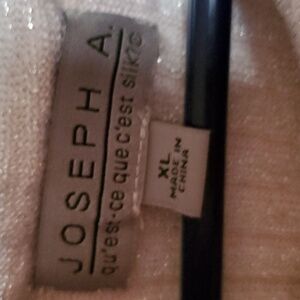 JOSEPH A.
qu'est-ce que c'est silk?©
XL
MADE IN
CHINA